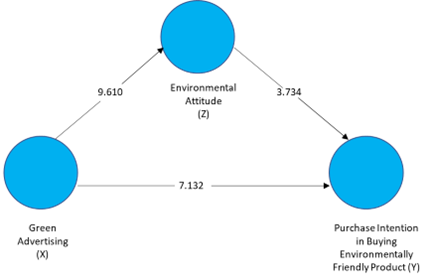 9.610
Environmental
Attitude
(Z)
3.734
7.132
Green
Advertising
(X)
Purchase Intention
in Buying
Environmentally
Friendly Product (Y)